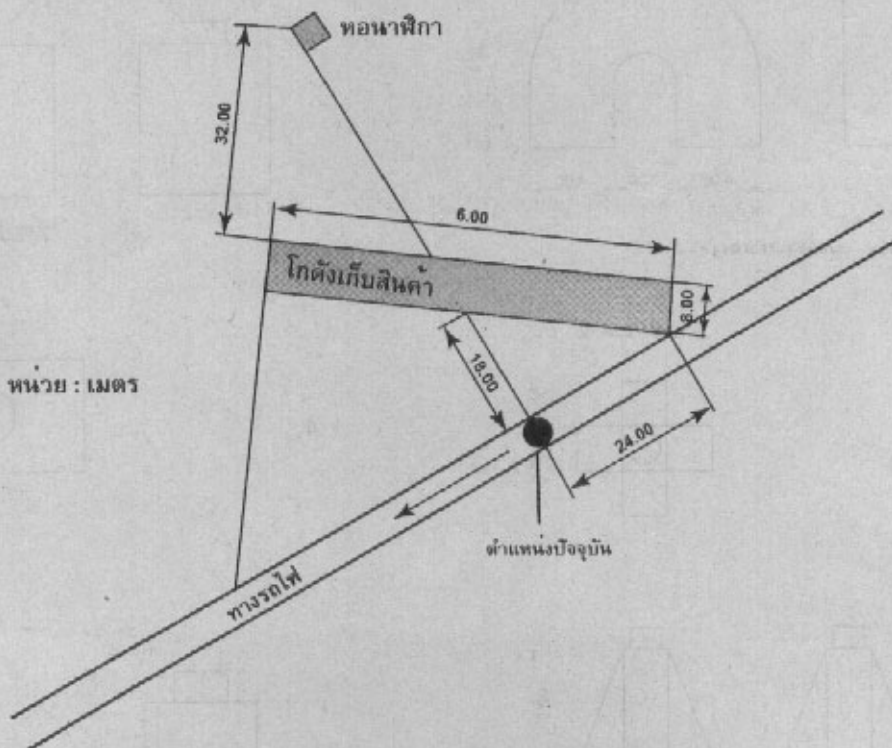 หอนาฬิกา
32.00
6.00
โกดังเก็บสินค้า
8.00
หน่วย : เมตร
18.00
24.00
ตำแหน่งปัจจุบัน
ทางรถไฟ